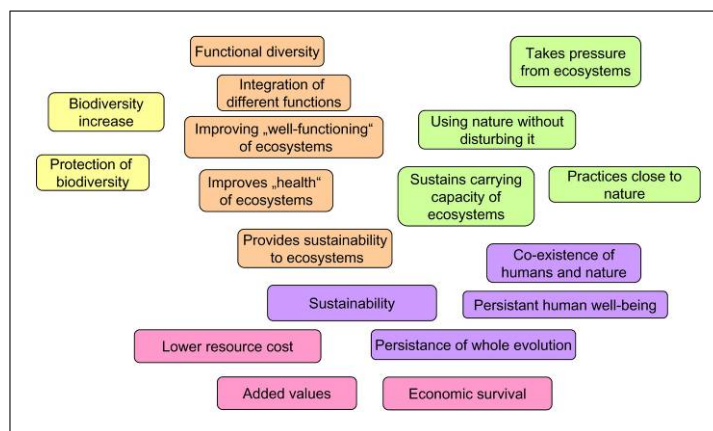 Functional diversity
Takes pressure
from ecosystems
Integration of
different functions
Biodiversity
increase
Improving „well-functioning“
of ecosystems
Using nature without
disturbing it
Protection of
biodiversity
Improves „health“
of ecosystems
Sustains carrying
capacity of
ecosystems
Practices close to
nature
Provides sustainability
to ecosystems
Co-existence of
humans and nature
Sustainability
Persistant human well-being
Lower resource cost
Persistance of whole evolution
Added values
Economic survival